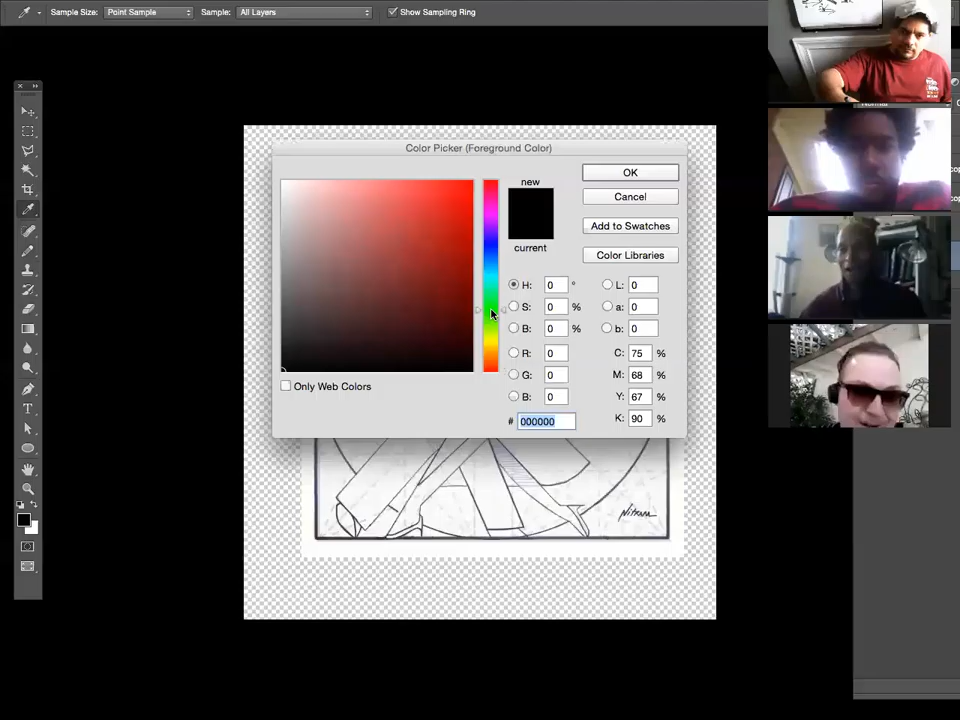 Sample Size: Point Sample Sample: All Layers Show Sampling Ring
Color Picker (Foreground Color)
new
current
OK
Cancel
Add to Swatches
Color Libraries
H: 0 ° L: 0
S: 0 % a: 0
B: 0 % b: 0
R: 0 C: 75 %
G: 0 M: 68 %
B: 0 Y: 67 %
# 000000 K: 90 %
Only Web Colors
T
Normal